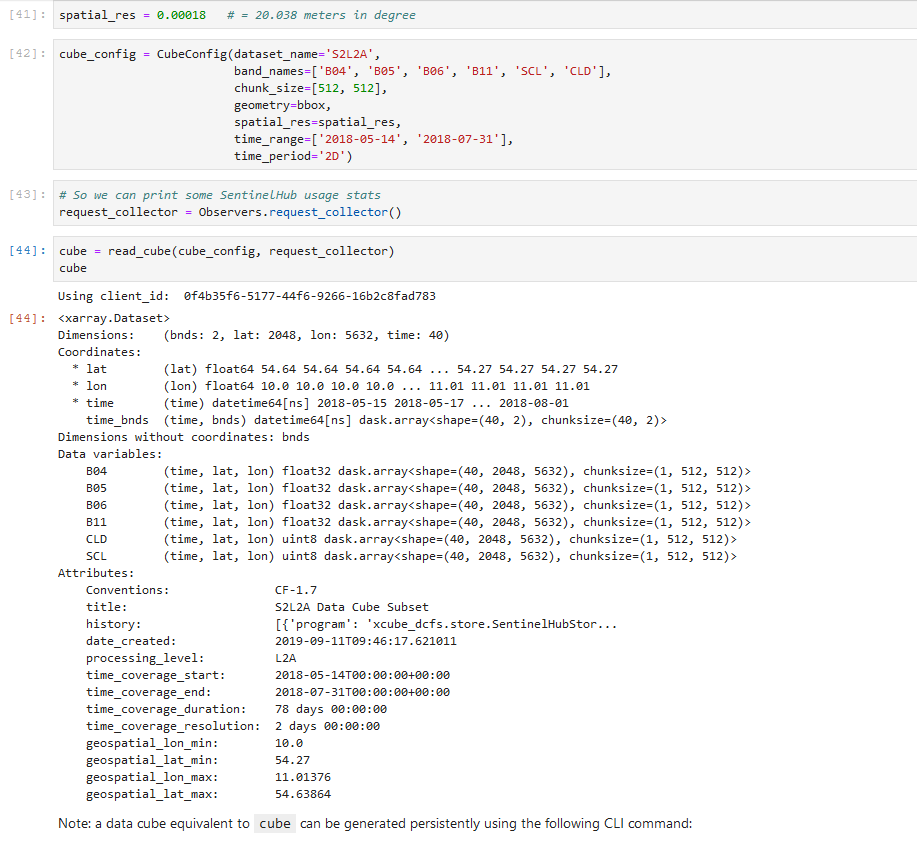 [41]: spatial_res = 0.00018   # = 20.038 meters in degree
[42]: cube_config = CubeConfig(dataset_name='S2L2A',
                         band_names=['B04', 'B05', 'B06', 'B11', 'SCL', 'CLD'],
                         chunk_size=[512, 512],
                         geometry=bbox,
                         spatial_res=spatial_res,
                         time_range=['2018-05-14', '2018-07-31'],
                         time_period='2D')
[43]: # So we can print some SentinelHub usage stats
request_collector = Observers.request_collector()
[44]: cube = read_cube(cube_config, request_collector)
cube
Using client_id:  0f4b35f6-5177-44f6-9266-16b2c8fad783
[44]: <xarray.Dataset>
Dimensions:    (bnds: 2, lat: 2048, lon: 5632, time: 40)
Coordinates:
  * lat        (lat) float64 54.64 54.64 54.64 54.64 ... 54.27 54.27 54.27 54.27
  * lon        (lon) float64 10.0 10.0 10.0 10.0 ... 11.01 11.01 11.01 11.01
  * time       (time) datetime64[ns] 2018-05-15 2018-05-17 ... 2018-08-01
    time_bnds  (time, bnds) datetime64[ns] dask.array<shape=(40, 2), chunksize=(40, 2)>
Dimensions without coordinates: bnds
Data variables:
    B04        (time, lat, lon) float32 dask.array<shape=(40, 2048, 5632), chunksize=(1, 512, 512)>
    B05        (time, lat, lon) float32 dask.array<shape=(40, 2048, 5632), chunksize=(1, 512, 512)>
    B06        (time, lat, lon) float32 dask.array<shape=(40, 2048, 5632), chunksize=(1, 512, 512)>
    B11        (time, lat, lon) float32 dask.array<shape=(40, 2048, 5632), chunksize=(1, 512, 512)>
    CLD        (time, lat, lon) uint8 dask.array<shape=(40, 2048, 5632), chunksize=(1, 512, 512)>
    SCL        (time, lat, lon) uint8 dask.array<shape=(40, 2048, 5632), chunksize=(1, 512, 512)>
Attributes:
    Conventions:               CF-1.7
    title:                     S2L2A Data Cube Subset
    history:                   [{'program': 'xcube_dcfs.store.SentinelHubStor...
    date_created:              2019-09-11T09:46:17.621011
    processing_level:          L2A
    time_coverage_start:       2018-05-14T00:00:00+00:00
    time_coverage_end:         2018-07-31T00:00:00+00:00
    time_coverage_duration:    78 days 00:00:00
    time_coverage_resolution:  2 days 00:00:00
    geospatial_lon_min:        10.0
    geospatial_lat_min:        54.27
    geospatial_lon_max:        11.01376
    geospatial_lat_max:        54.63864
Note: a data cube equivalent to cube can be generated persistently using the following CLI command: